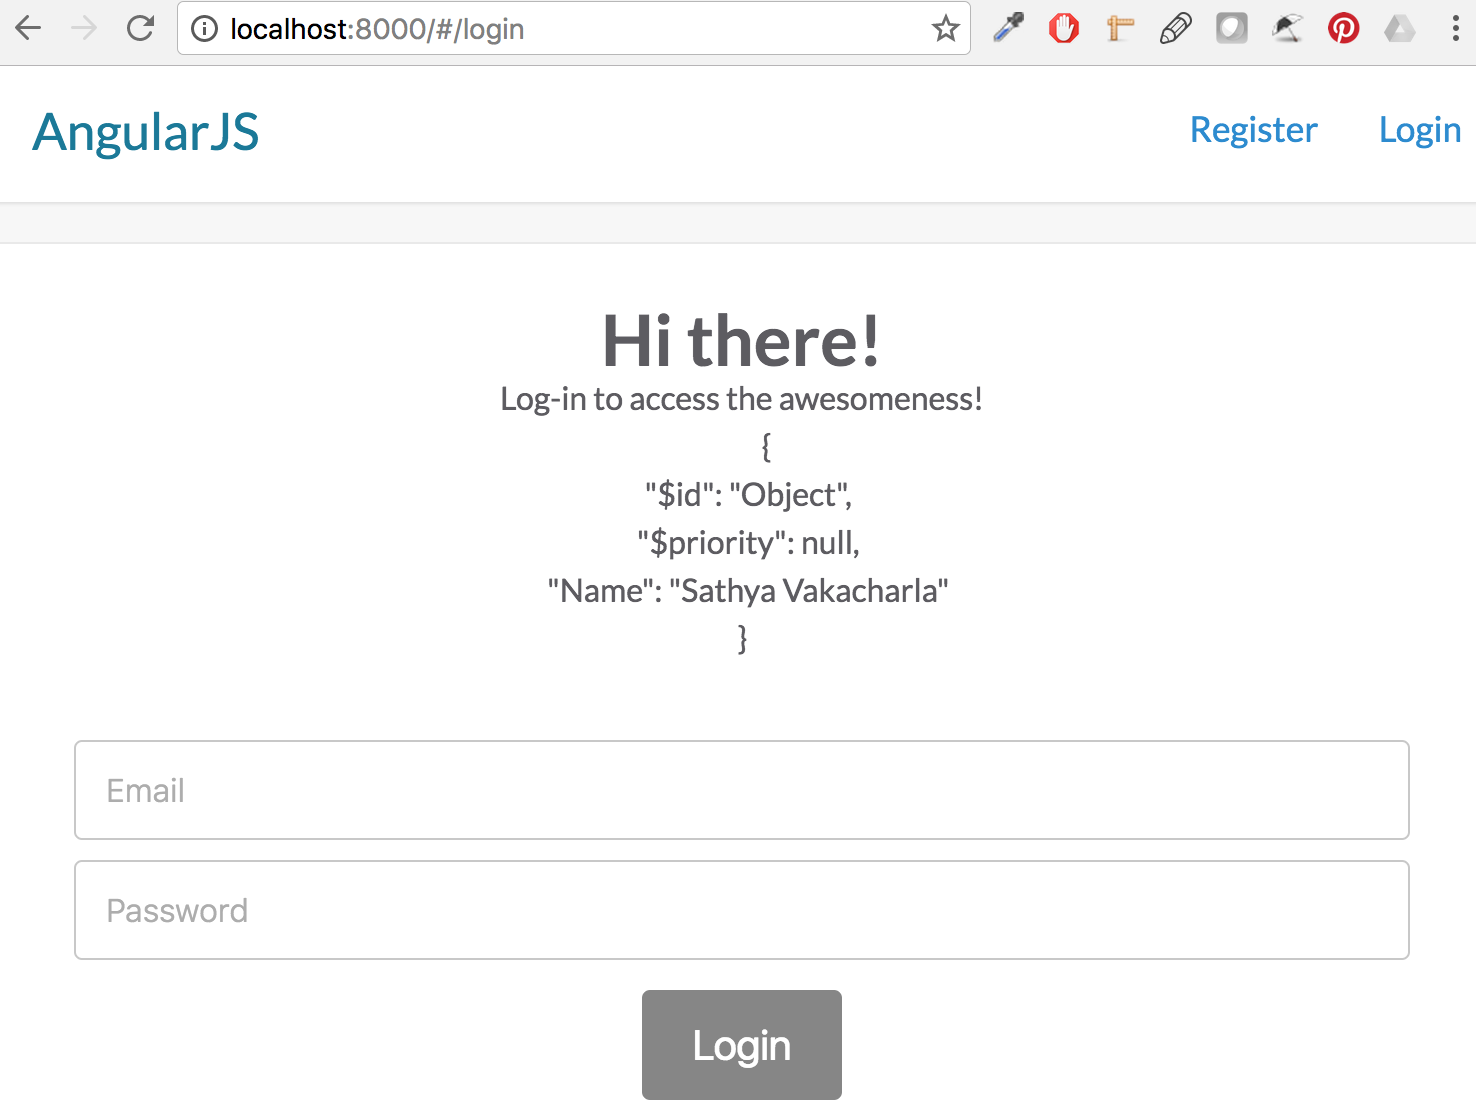 localhost:8000/#/login
AngularJS
Register
Login
Hi there!
Log-in to access the awesomeness!
{
"$id": "Object",
"$priority": null,
"Name": "Sathya Vakacharla"
}
Email
Password
Login